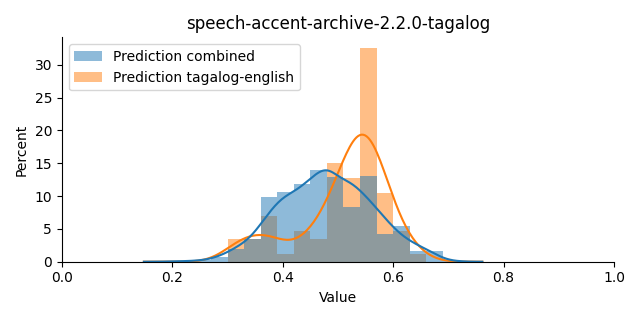 speech-accent-archive-2.2.0-tagalog
Prediction combined
Prediction tagalog-english
Percent
30
25
20
15
10
5
0
0.0 0.2 0.4 0.6 0.8 1.0
Value